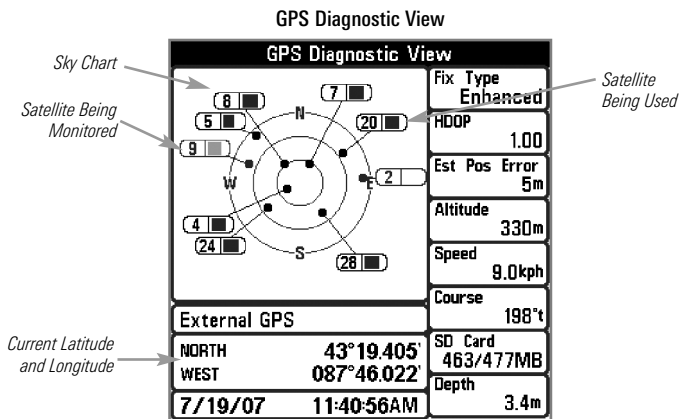 GPS Diagnostic View
GPS Diagnostic View
Sky Chart
Satellite Being
Monitored
Satellite
Being Used
Current Latitude
and Longitude
8
7
5
20
9
2
4
24
28
N
W
E
S
Fix Type
Enhanced
HDOP
1.00
Est Pos Error
5m
Altitude
330m
Speed
9.0kph
Course
198°t
SD Card
463/477MB
Depth
3.4m
External GPS
NORTH 43°19.405'
WEST 087°46.022'
7/19/07 11:40:56AM